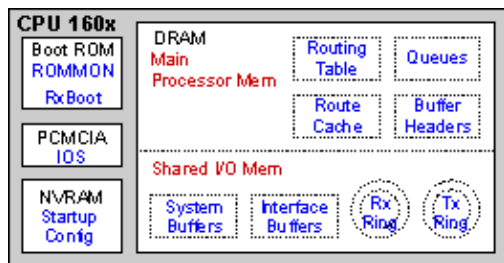 CPU 160x
Boot ROM
ROMMON
RxBoot
PCMCIA
IOS
NVRAM
Startup
Config
DRAM
Main
Processor Mem
Routing
Table
Queues
Route
Cache
Buffer
Headers
Shared I/O Mem
System
Buffers
Interface
Buffers
Rx
Ring
Tx
Ring